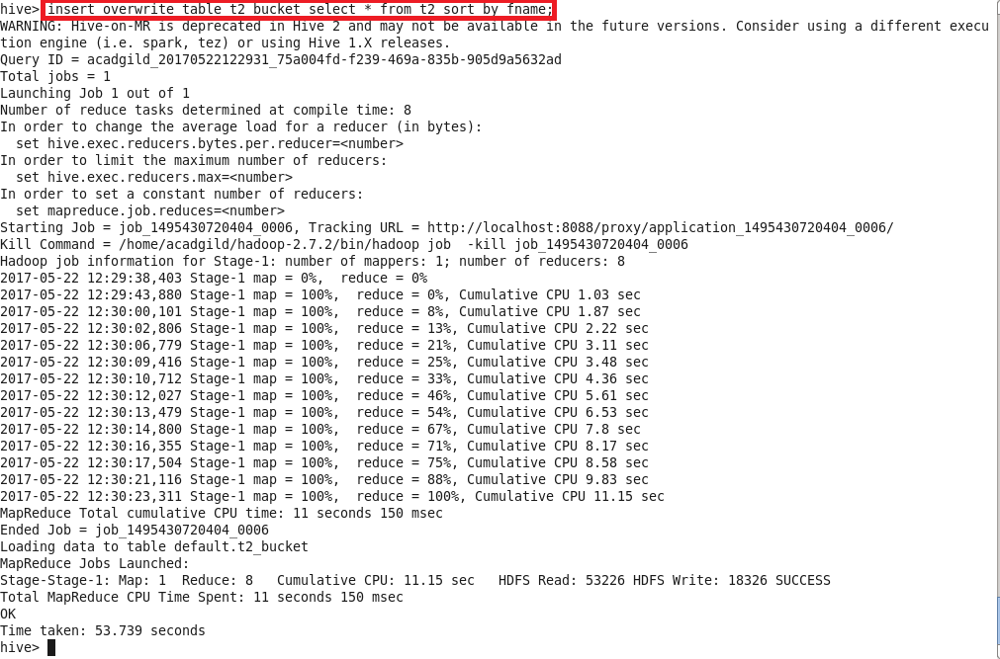 hive> insert overwrite table t2_bucket select * from t2 sort by fname;
WARNING: Hive-on-MR is deprecated in Hive 2 and may not be available in the future versions. Consider using a different execu
tion engine (i.e. spark, tez) or using Hive 1.X releases.
Query ID = acadgild_20170522122931_75a004fd-f239-469a-835b-905d9a5632ad
Total jobs = 1
Launching Job 1 out of 1
Number of reduce tasks determined at compile time: 8
In order to change the average load for a reducer (in bytes):
  set hive.exec.reducers.bytes.per.reducer=<number>
In order to limit the maximum number of reducers:
  set hive.exec.reducers.max=<number>
In order to set a constant number of reducers:
  set mapreduce.job.reduces=<number>
Starting Job = job_1495430720404_0006, Tracking URL = http://localhost:8088/proxy/application_1495430720404_0006/
Kill Command = /home/acadgild/hadoop-2.7.2/bin/hadoop job  -kill job_1495430720404_0006
Hadoop job information for Stage-1: number of mappers: 1; number of reducers: 8
2017-05-22 12:29:38,403 Stage-1 map = 0%,  reduce = 0%
2017-05-22 12:29:43,880 Stage-1 map = 100%,  reduce = 0%, Cumulative CPU 1.03 sec
2017-05-22 12:30:00,101 Stage-1 map = 100%,  reduce = 8%, Cumulative CPU 1.87 sec
2017-05-22 12:30:02,806 Stage-1 map = 100%,  reduce = 13%, Cumulative CPU 2.22 sec
2017-05-22 12:30:06,779 Stage-1 map = 100%,  reduce = 21%, Cumulative CPU 3.11 sec
2017-05-22 12:30:09,416 Stage-1 map = 100%,  reduce = 25%, Cumulative CPU 3.48 sec
2017-05-22 12:30:10,712 Stage-1 map = 100%,  reduce = 33%, Cumulative CPU 4.36 sec
2017-05-22 12:30:12,027 Stage-1 map = 100%,  reduce = 46%, Cumulative CPU 5.61 sec
2017-05-22 12:30:13,479 Stage-1 map = 100%,  reduce = 54%, Cumulative CPU 6.53 sec
2017-05-22 12:30:14,800 Stage-1 map = 100%,  reduce = 67%, Cumulative CPU 7.8 sec
2017-05-22 12:30:16,355 Stage-1 map = 100%,  reduce = 71%, Cumulative CPU 8.17 sec
2017-05-22 12:30:17,504 Stage-1 map = 100%,  reduce = 75%, Cumulative CPU 8.58 sec
2017-05-22 12:30:21,116 Stage-1 map = 100%,  reduce = 88%, Cumulative CPU 9.83 sec
2017-05-22 12:30:23,311 Stage-1 map = 100%,  reduce = 100%, Cumulative CPU 11.15 sec
MapReduce Total cumulative CPU time: 11 seconds 150 msec
Ended Job = job_1495430720404_0006
Loading data to table default.t2_bucket
MapReduce Jobs Launched:
Stage-Stage-1: Map: 1  Reduce: 8   Cumulative CPU: 11.15 sec   HDFS Read: 53226 HDFS Write: 18326 SUCCESS
Total MapReduce CPU Time Spent: 11 seconds 150 msec
OK
Time taken: 53.739 seconds
hive>